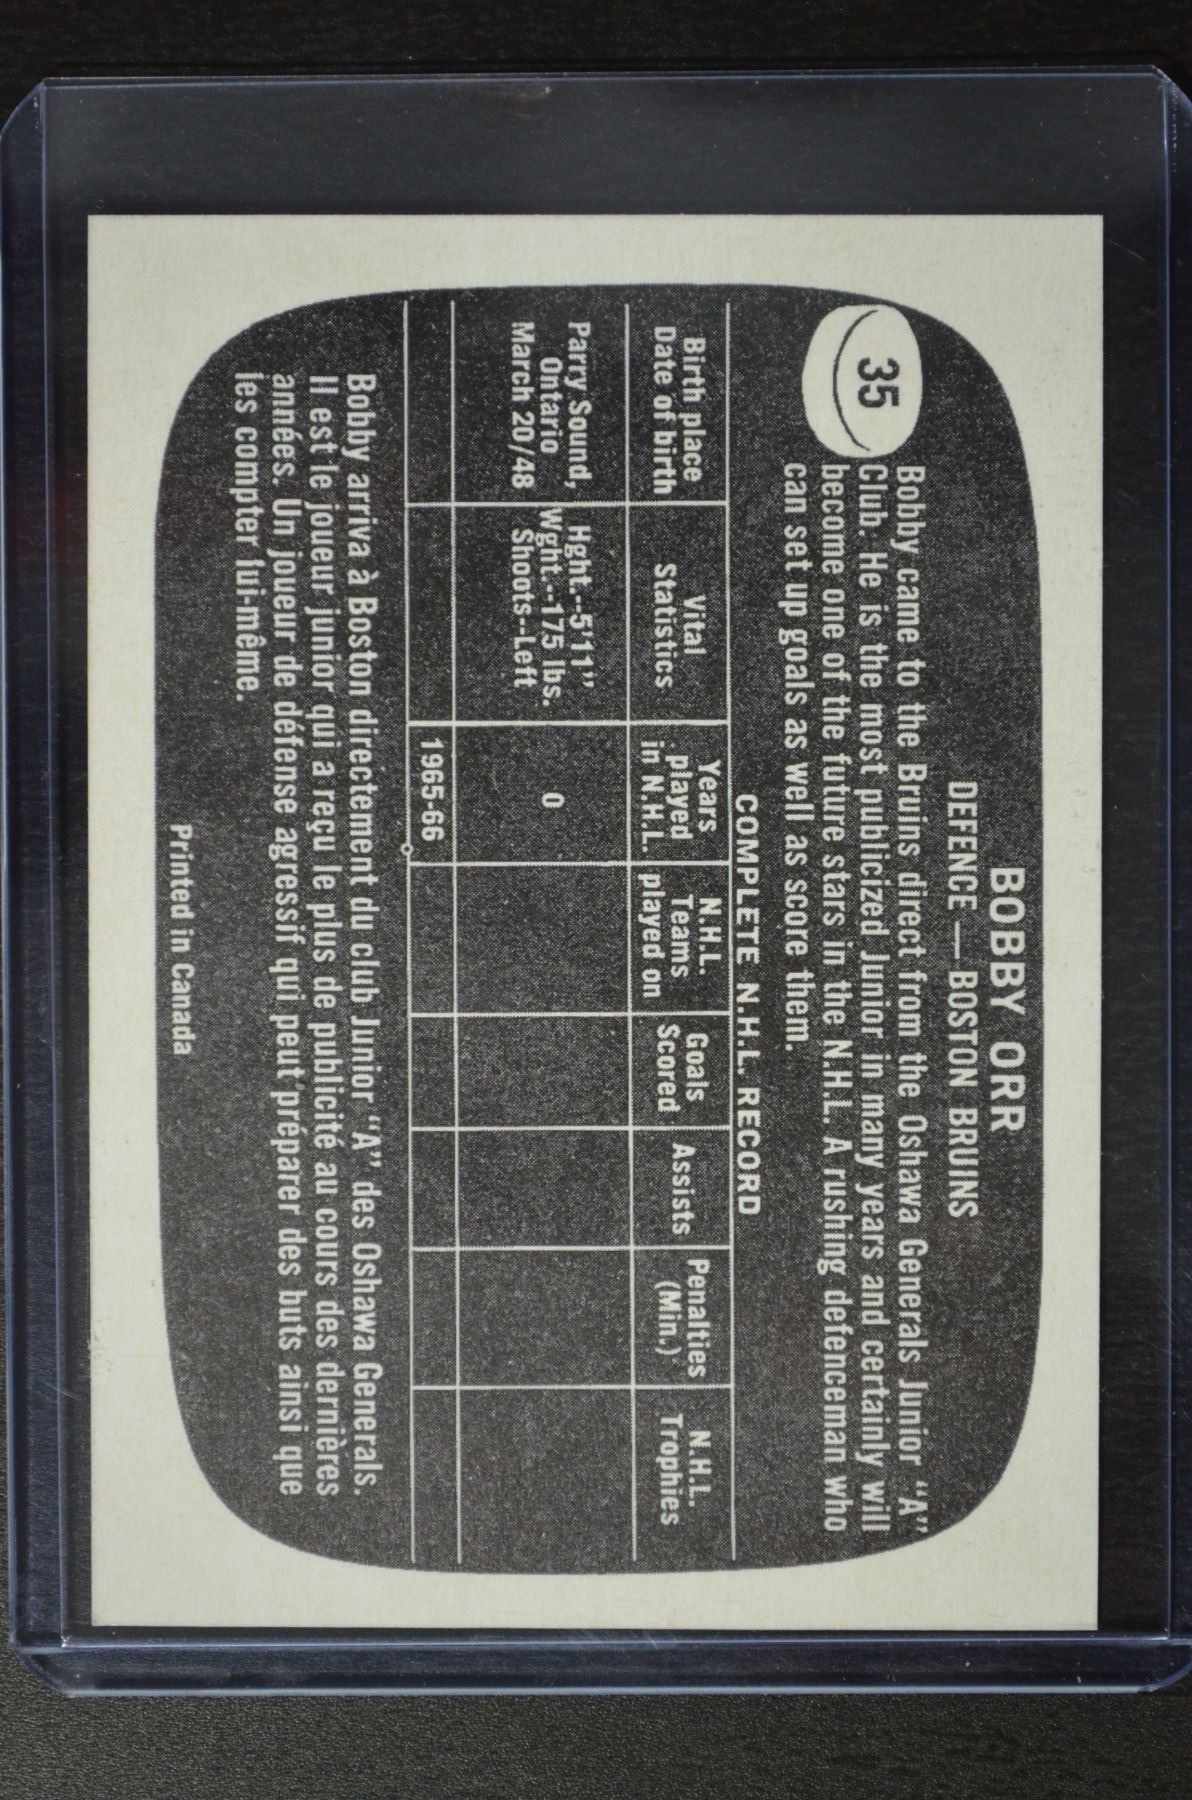 BOBBY ORR
DEFENCE — BOSTON BRUINS
35
Bobby came to the Bruins direct from the Oshawa Generals Junior "A"
Club. He is the most publicized Junior in many years and certainly will
become one of the future stars in the N.H.L. A rushing defenceman who
can set up goals as well as score them.
COMPLETE N.H.L. RECORD
Birth place
Date of birth
Vital
Statistics
Years
played
in N.H.L.
N.H.L.
Teams
played on
Goals
Scored
Assists
Penalties
(Min.)
N.H.L.
Trophies
Parry Sound,
Ontario
March 20/48
Hght.--5'11"
Wght.--175 lbs.
Shoots--Left
0
1965-66
Bobby arriva à Boston directement du club Junior "A" des Oshawa Generals.
Il est le joueur junior qui a reçu le plus de publicité au cours des dernières
années. Un joueur de défense agressif qui peut préparer des buts ainsi que
les compter lui-même.
Printed in Canada